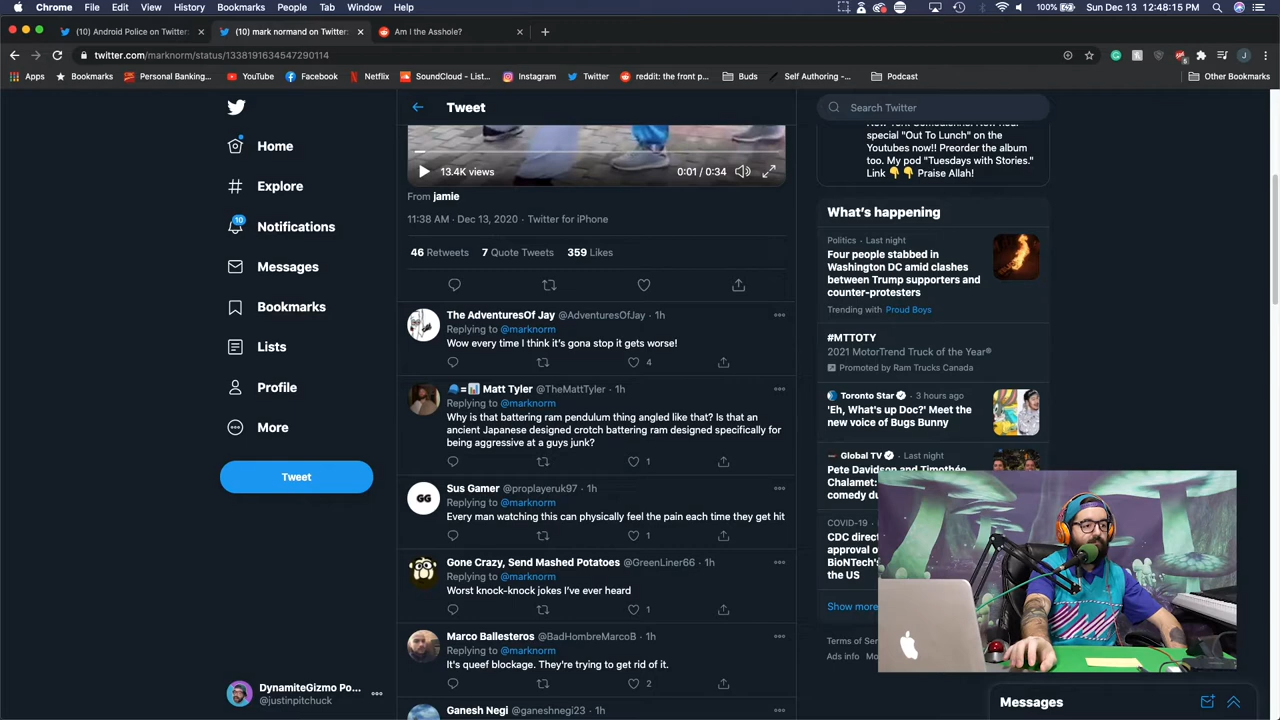 Chrome File Edit View History Bookmarks People Tab Window Help 100% Sun Dec 13 12:48:15 PM
(10) Android Police on Twitter: (10) mark normand on Twitter: Am I the Asshole?
twitter.com/marknorm/status/1338191634547290114
Apps Bookmarks Personal Banking... YouTube Facebook Netflix SoundCloud - List... Instagram Twitter reddit: the front p... Buds Self Authoring -... Podcast Other Bookmarks
Home
Explore
10
Notifications
Messages
Bookmarks
Lists
Profile
More
Tweet
DynamiteGizmo Po...
@justinpitchuck
Tweet
13.4K views 0:01 / 0:34
From jamie
11:38 AM · Dec 13, 2020 · Twitter for iPhone
46 Retweets 7 Quote Tweets 359 Likes
The AdventuresOf Jay @AdventuresOfJay · 1h
Replying to @marknorm
Wow every time I think it's gona stop it gets worse!
4
🧢=📊 Matt Tyler @TheMattTyler · 1h
Replying to @marknorm
Why is that battering ram pendulum thing angled like that? Is that an
ancient Japanese designed crotch battering ram designed specifically for
being aggressive at a guys junk?
1
GG
Sus Gamer @proplayeruk97 · 1h
Replying to @marknorm
Every man watching this can physically feel the pain each time they get hit
1
Gone Crazy, Send Mashed Potatoes @GreenLiner66 · 1h
Replying to @marknorm
Worst knock-knock jokes I've ever heard
1
Marco Ballesteros @BadHombreMarcoB · 1h
Replying to @marknorm
It's queef blockage. They're trying to get rid of it.
2
Ganesh Negi @ganeshnegi23 · 1h
Search Twitter
special "Out To Lunch" on the
Youtubes now!! Preorder the album
too. My pod "Tuesdays with Stories."
Link 👇👇 Praise Allah!
What's happening
Politics · Last night
Four people stabbed in
Washington DC amid clashes
between Trump supporters and
counter-protesters
Trending with Proud Boys
#MTTOTY
2021 MotorTrend Truck of the Year®
Promoted by Ram Trucks Canada
Toronto Star · 3 hours ago
'Eh, What's up Doc?' Meet the
new voice of Bugs Bunny
Global TV · Last night
Pete Davidson and Timothée
Chalamet:
comedy du
COVID-19 ·
CDC direct
approval o
BioNTech's
the US
Show more
Terms of Ser
Ad info Mo
Messages